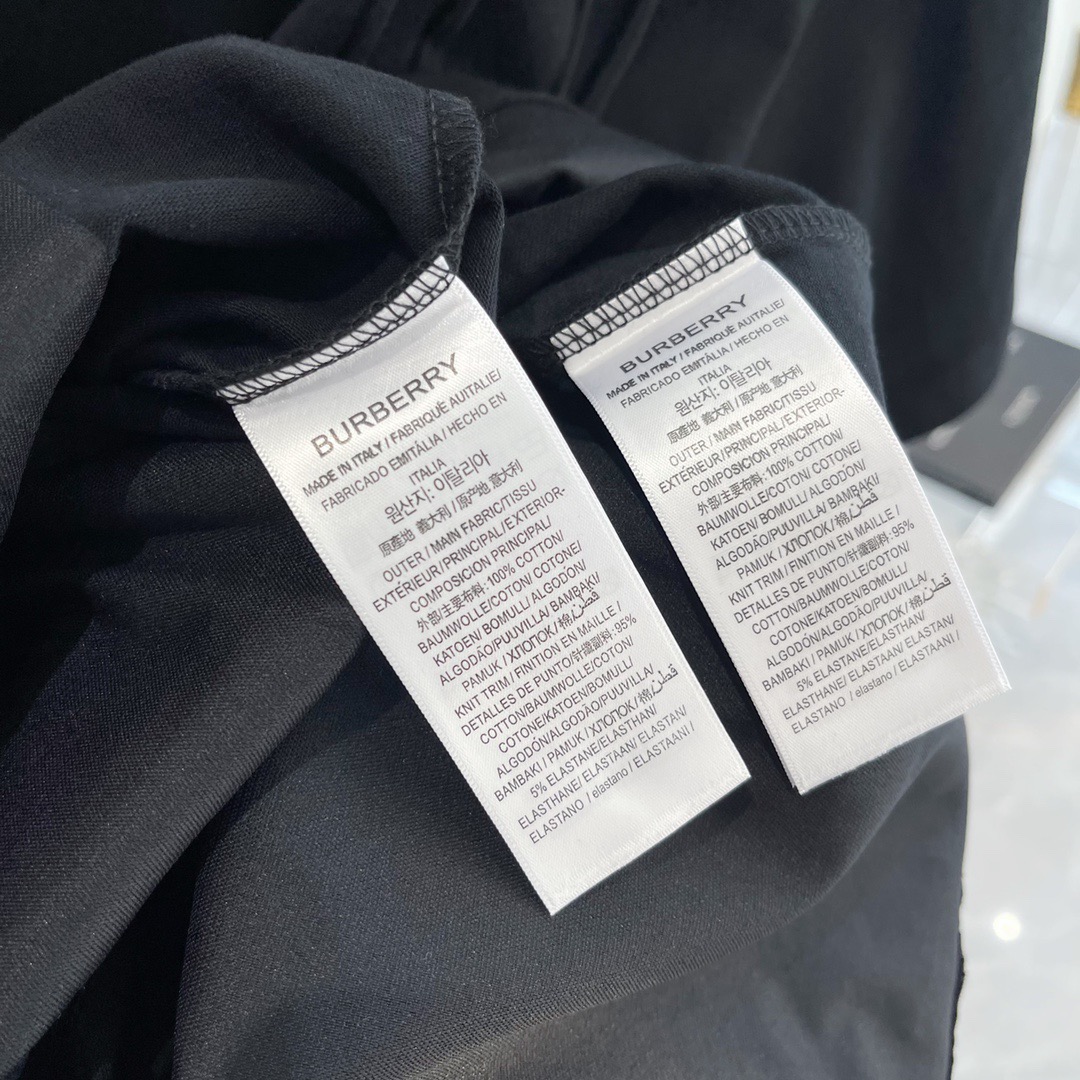 BURBERRY
MADE IN ITALY / FABRIQUÉ AUITALIE/
FABRICADO EMITÁLIA / HECHO EN
ITALIA
원산지: 이탈리아
原產地 義大利 / 原产地 意大利
OUTER / MAIN FABRIC/TISSU
EXTÉRIEUR/PRINCIPAL/EXTERIOR-
COMPOSICION PRINCIPAL/
外部主要布料: 100% COTTON/
BAUMWOLLE/COTON/ COTONE/
KATOEN/ BOMULL/ ALGODÓN/
ALGODÃO/PUUVILLA/ BAMBAKI/
PAMUK / ХЛОПОК / 棉/ قطن/
KNIT TRIM / FINITION EN MAILLE /
DETALLES DE PUNTO/针織副料: 95%
COTTON/BAUMWOLLE/COTON/
COTONE/KATOEN/BOMULL/
ALGODÓN/ALGODÃO/PUUVILLA/
BAMBAKI / PAMUK / ХЛОПОК/ 棉/ قطن/
5% ELASTANE/ELASTHAN/
ELASTHANE/ ELASTAAN/ ELASTAN/
ELASTANO / elastano / ELASTAANI /
BURBERRY
MADE IN ITALY / FABRIQUÉ AUITALIE/
FABRICADO EMITÁLIA / HECHO EN
ITALIA
원산지: 이탈리아
原產地 義大利 / 原产地 意大利
OUTER / MAIN FABRIC/TISSU
EXTÉRIEUR/PRINCIPAL/EXTERIOR-
COMPOSICION PRINCIPAL/
外部主要布料: 100% COTTON/
BAUMWOLLE/COTON/ COTONE/
KATOEN/ BOMULL/ ALGODÓN/
ALGODÃO/PUUVILLA/ BAMBAKI/
PAMUK / ХЛОПОК / 棉/ قطن/
KNIT TRIM / FINITION EN MAILLE /
DETALLES DE PUNTO/针織副料: 95%
COTTON/BAUMWOLLE/COTON/
COTONE/KATOEN/BOMULL/
ALGODÓN/ALGODÃO/PUUVILLA/
BAMBAKI / PAMUK / ХЛОПОК/ 棉/ قطن/
5% ELASTANE/ELASTHAN/
ELASTHANE/ ELASTAAN/ ELASTAN/
ELASTANO / elastano / ELASTAANI /